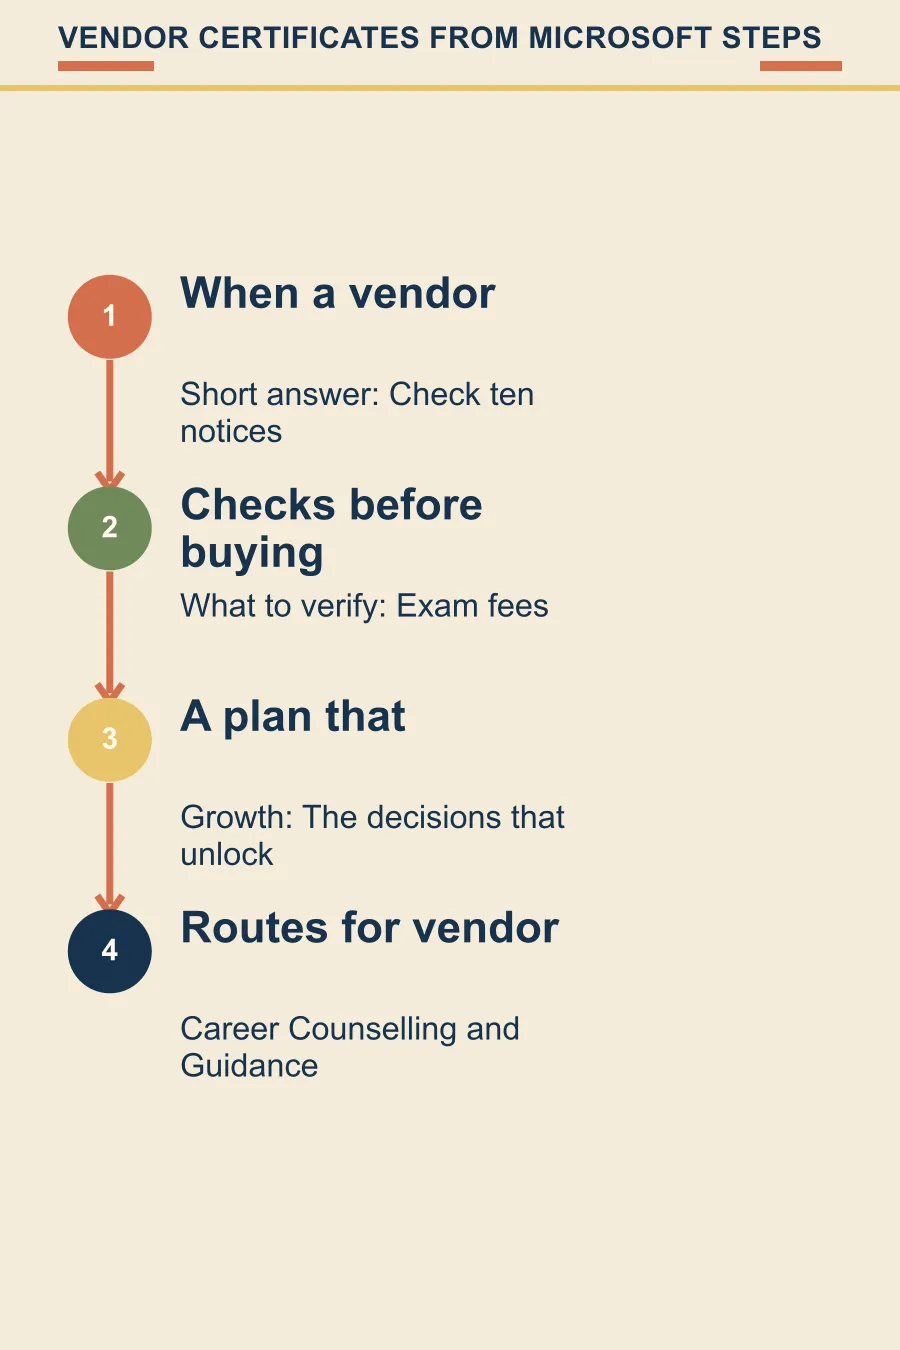 VENDOR CERTIFICATES FROM MICROSOFT STEPS
1
When a vendor
Short answer: Check ten
notices
2
Checks before
buying
What to verify: Exam fees
3
A plan that
Growth: The decisions that
unlock
4
Routes for vendor
Career Counselling and
Guidance